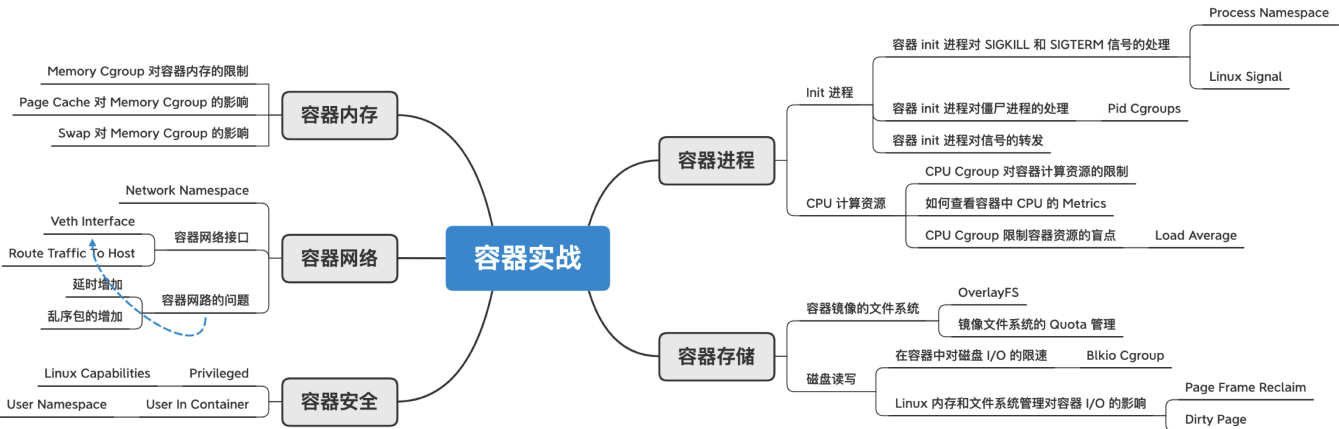 容器实战
容器内存
Memory Cgroup 对容器内存的限制
Page Cache 对 Memory Cgroup 的影响
Swap 对 Memory Cgroup 的影响
容器网络
Network Namespace
容器网络接口
Veth Interface
Route Traffic To Host
容器网路的问题
延时增加
乱序包的增加
容器安全
Privileged
Linux Capabilities
User In Container
User Namespace
容器进程
Init 进程
容器 init 进程对 SIGKILL 和 SIGTERM 信号的处理
Process Namespace
Linux Signal
容器 init 进程对僵尸进程的处理
Pid Cgroups
容器 init 进程对信号的转发
CPU 计算资源
CPU Cgroup 对容器计算资源的限制
如何查看容器中 CPU 的 Metrics
CPU Cgroup 限制容器资源的盲点
Load Average
容器存储
容器镜像的文件系统
OverlayFS
镜像文件系统的 Quota 管理
磁盘读写
在容器中对磁盘 I/O 的限速
Blkio Cgroup
Linux 内存和文件系统管理对容器 I/O 的影响
Page Frame Reclaim
Dirty Page